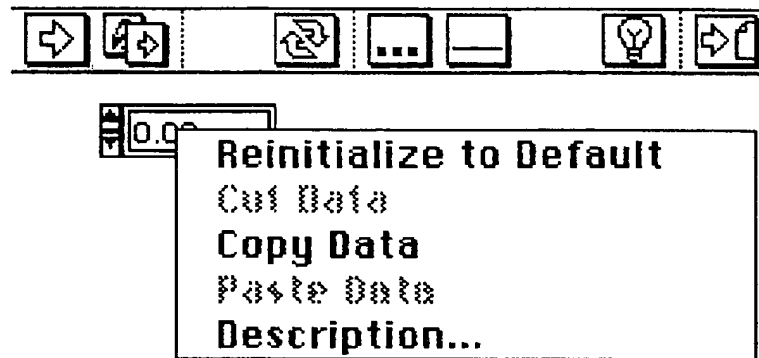 0.00
Reinitialize to Default
Cut Data
Copy Data
Paste Data
Description...